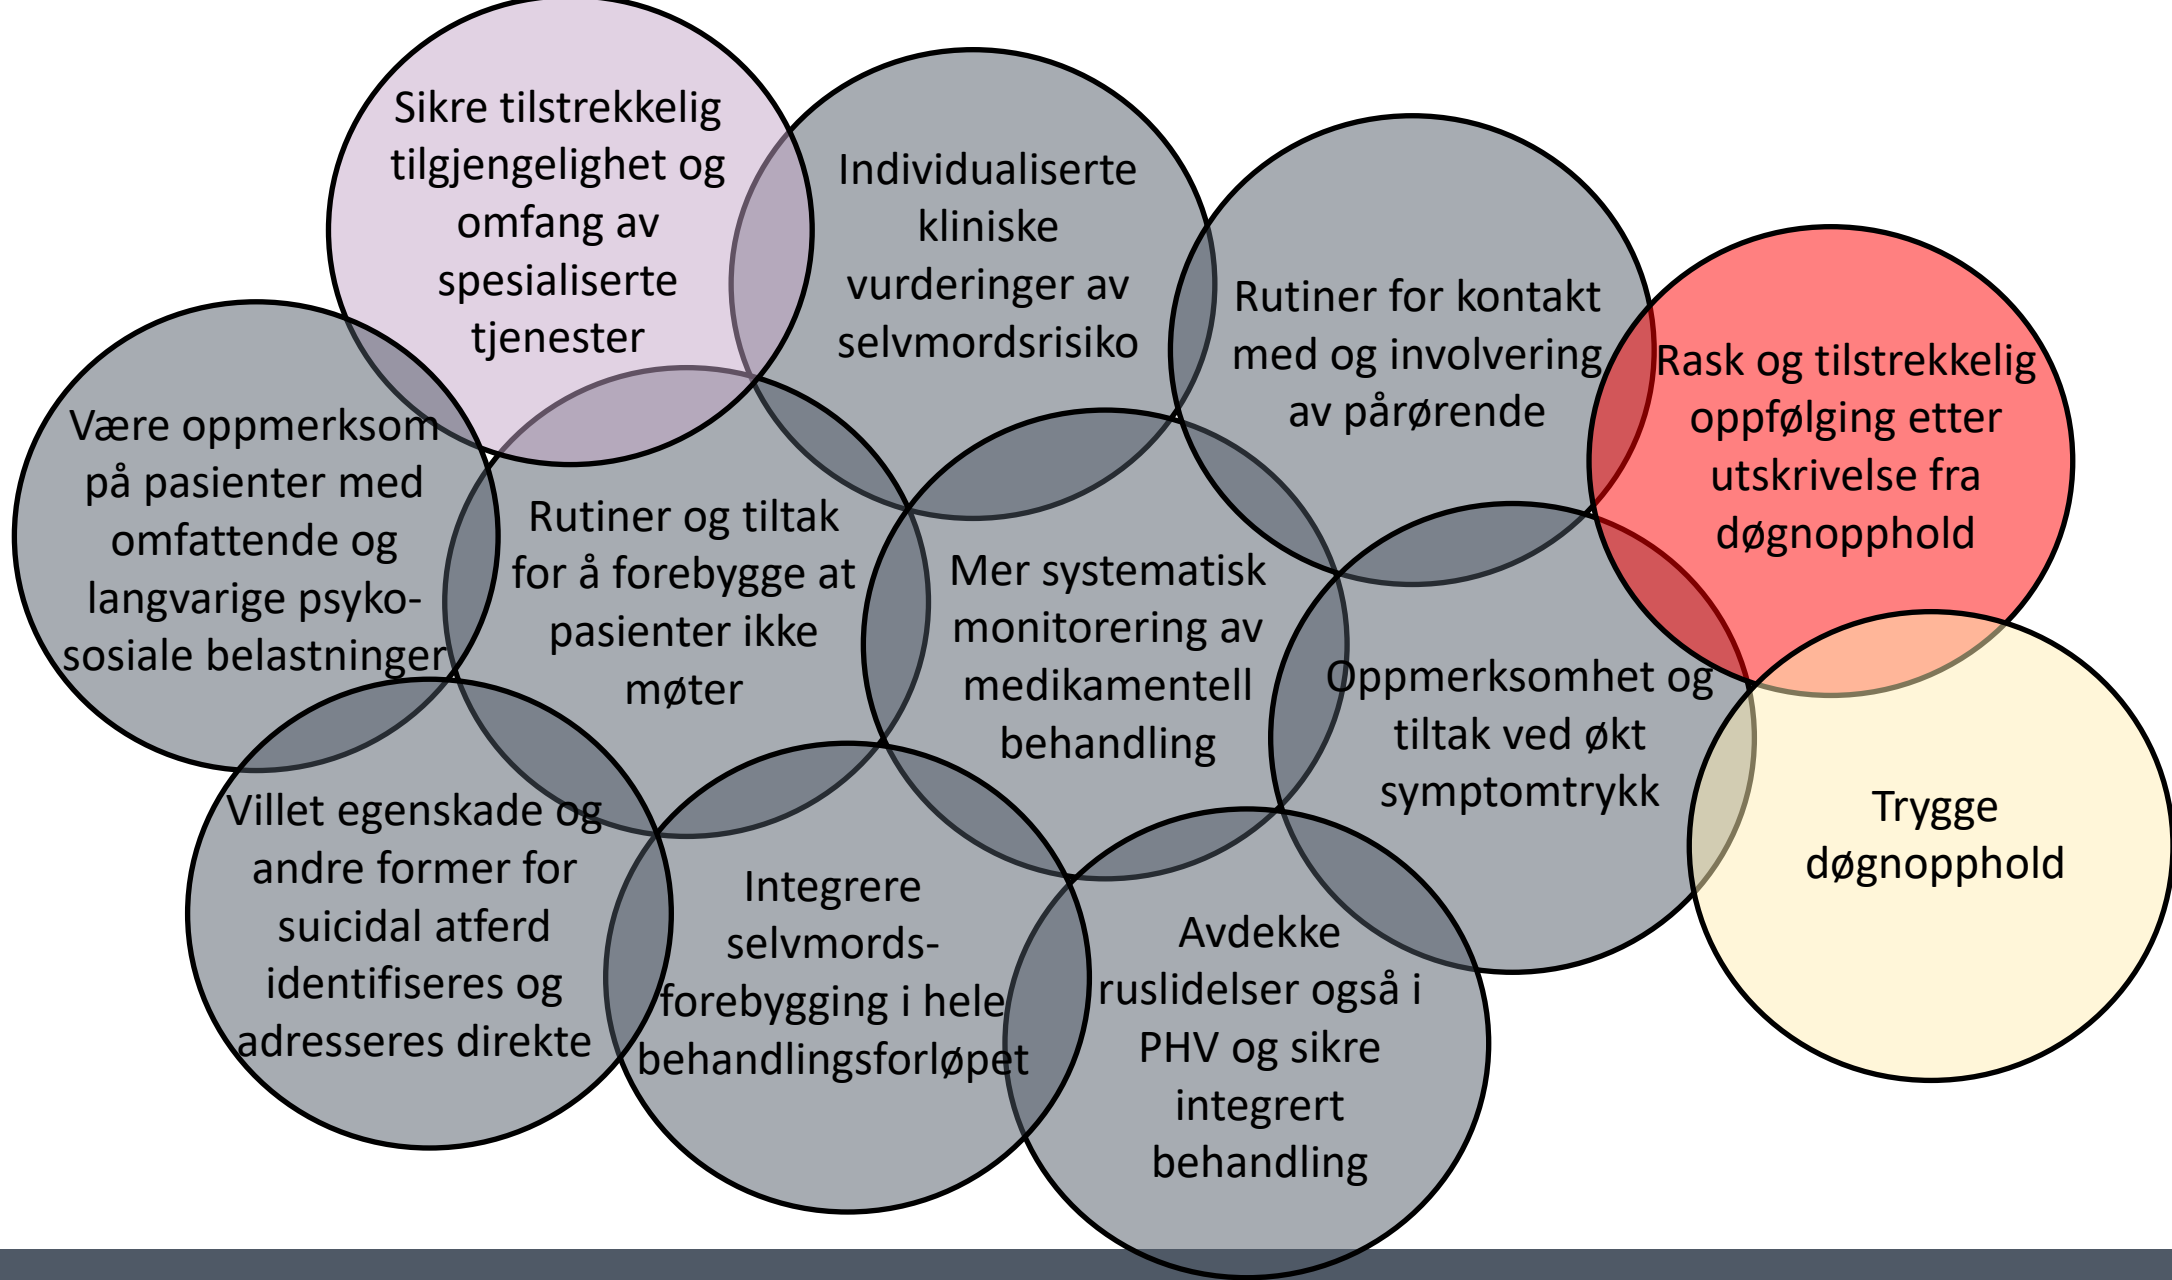 Sikre tilstrekkelig
tilgjengelighet og
omfang av
spesialiserte
tjenester
Individualiserte
kliniske
vurderinger av
selvmordsrisiko
Rutiner for kontakt
med og involvering
av pårørende
Rask og tilstrekkelig
oppfølging etter
utskrivelse fra
døgnopphold
Være oppmerksom
på pasienter med
omfattende og
langvarige psyko-
sosiale belastninger
Rutiner og tiltak
for å forebygge at
pasienter ikke
møter
Mer systematisk
monitorering av
medikamentell
behandling
Oppmerksomhet og
tiltak ved økt
symptomtrykk
Trygge
døgnopphold
Villet egenskade og
andre former for
suicidal atferd
identifiseres og
adresseres direkte
Integrere
selvmords-
forebygging i hele
behandlingsforløpet
Avdekke
ruslidelser også i
PHV og sikre
integrert
behandling